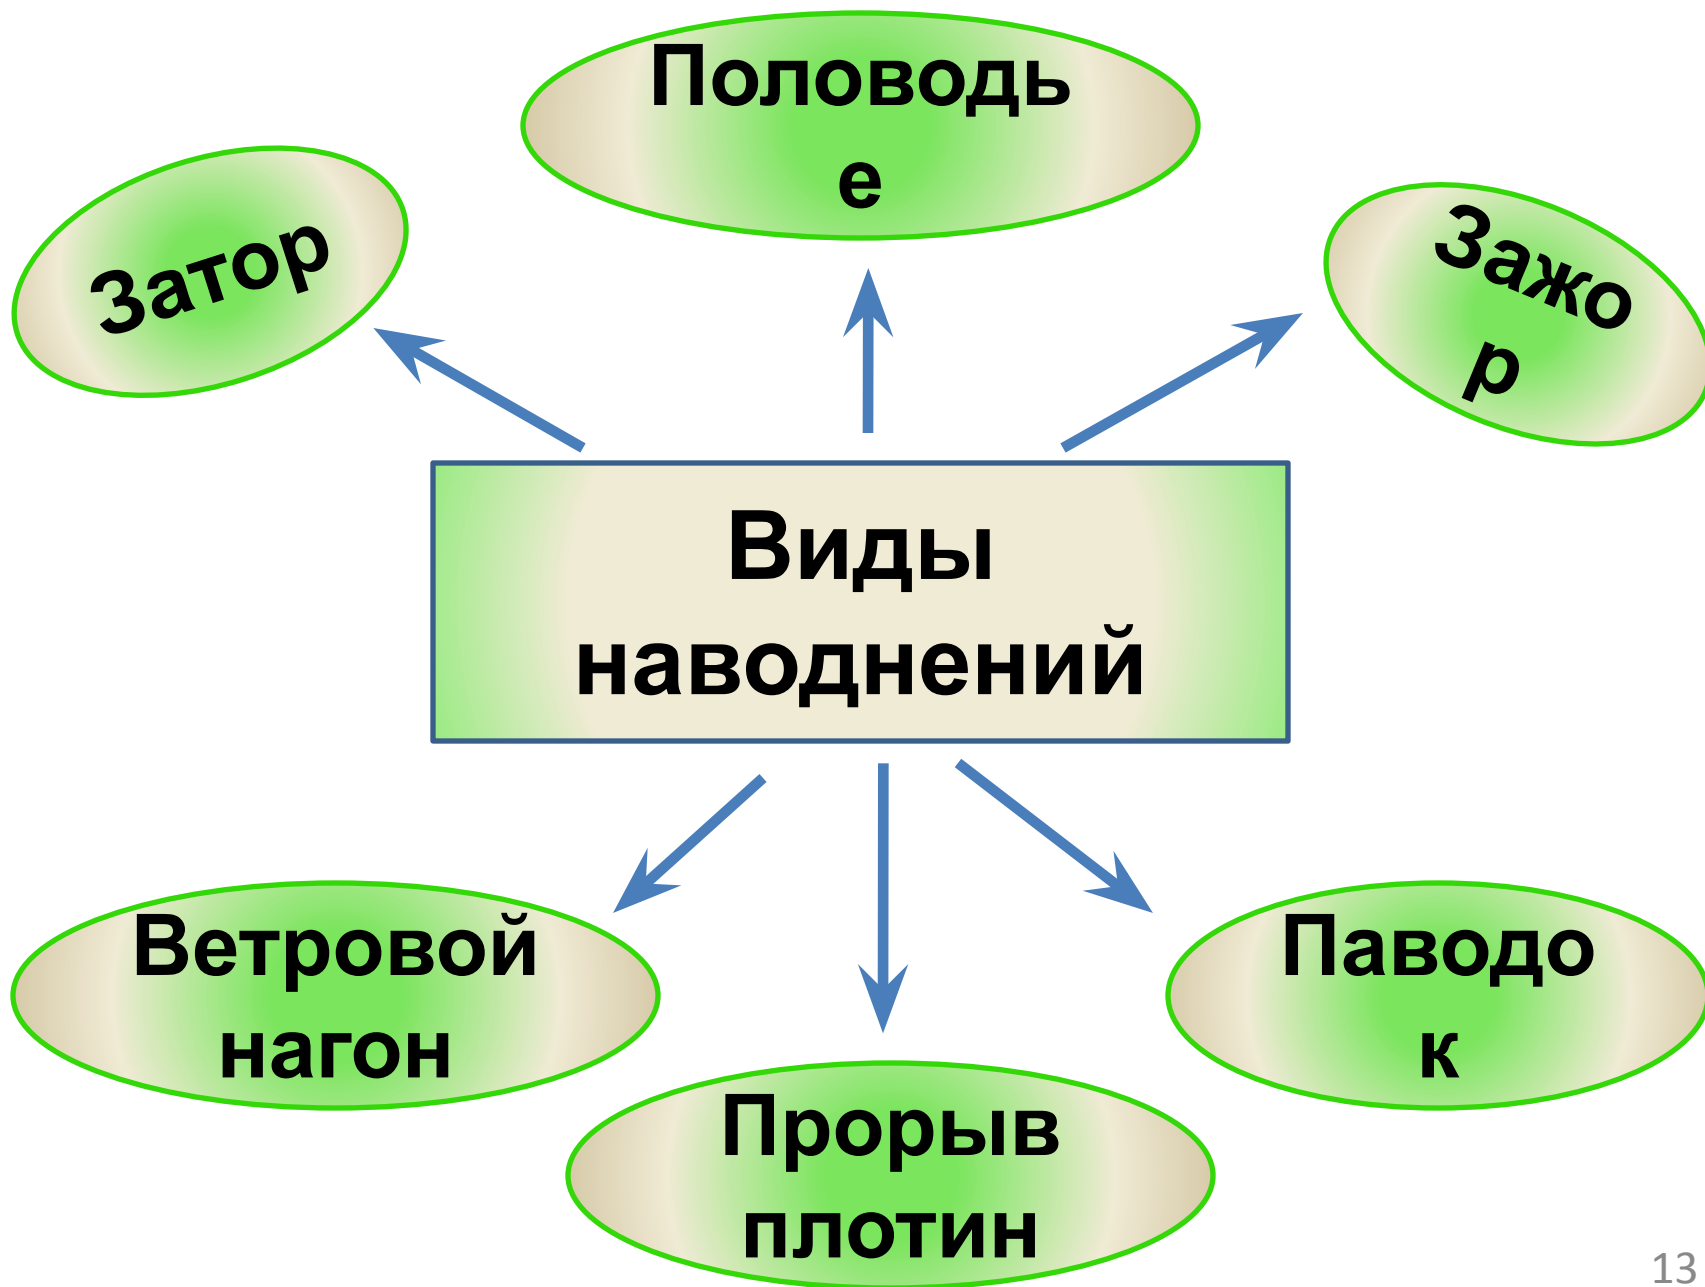 Половодь
е
Затор
Зажо
р
Виды
наводнений
Ветровой
нагон
Паводо
к
Прорыв
плотин
13